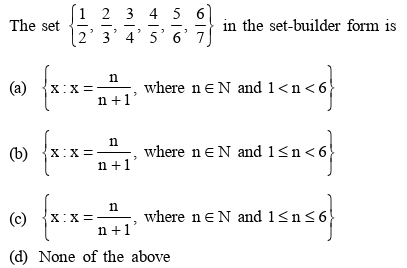 The set {1/2, 2/3, 3/4, 4/5, 5/6, 6/7} in the set-builder form is
(a) {x : x = n/(n+1), where n ∈ N and 1 < n < 6}
(b) {x : x = n/(n+1), where n ∈ N and 1 ≤ n < 6}
(c) {x : x = n/(n+1), where n ∈ N and 1 ≤ n ≤ 6}
(d) None of the above